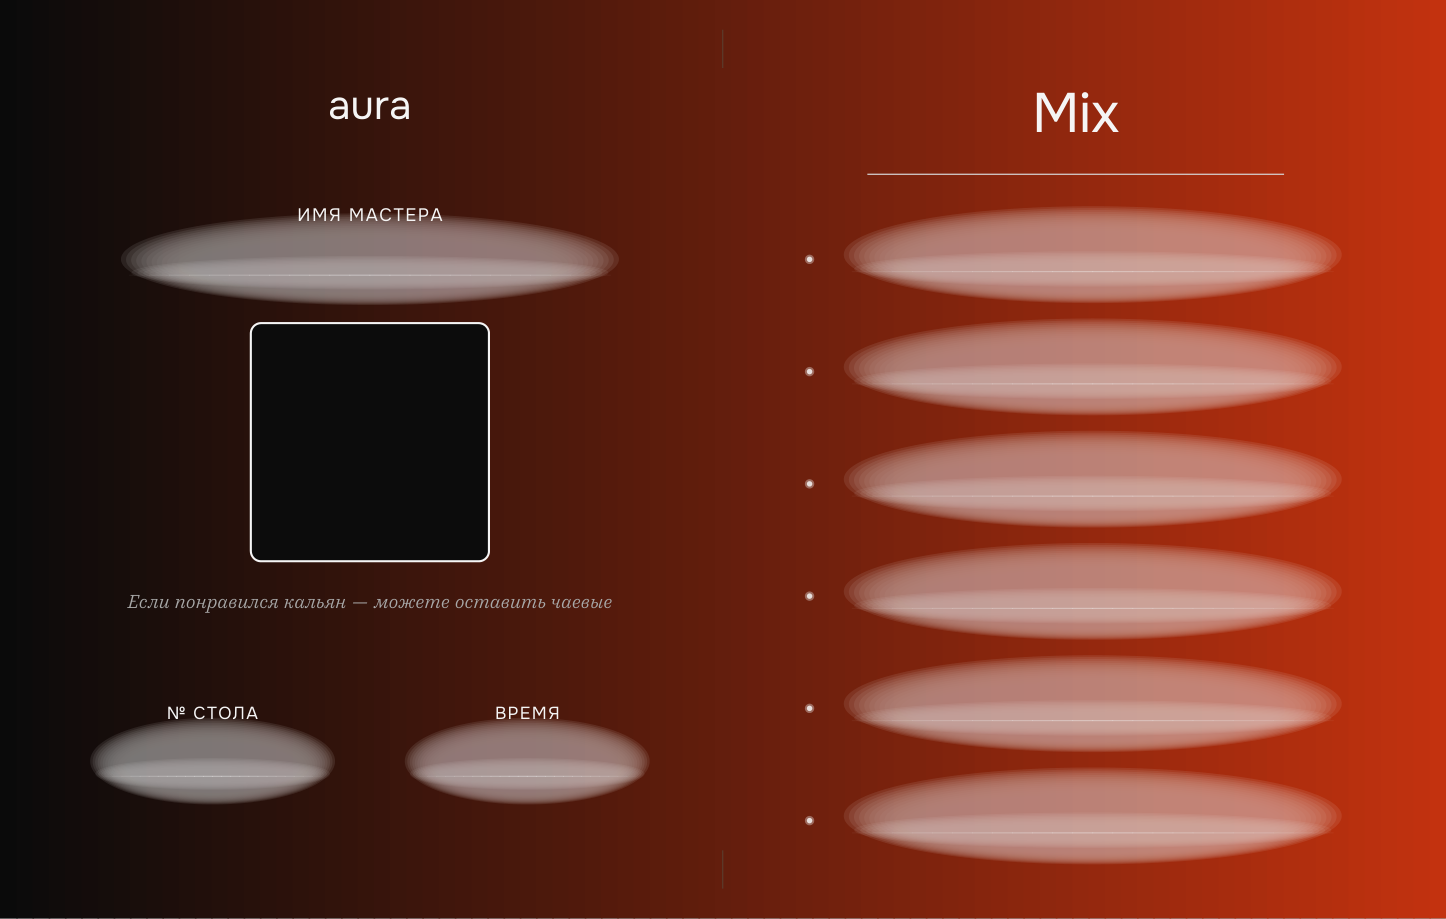 aura
ИМЯ МАСТЕРА
Если понравился кальян — можете оставить чаевые
№ СТОЛА
ВРЕМЯ
Mix